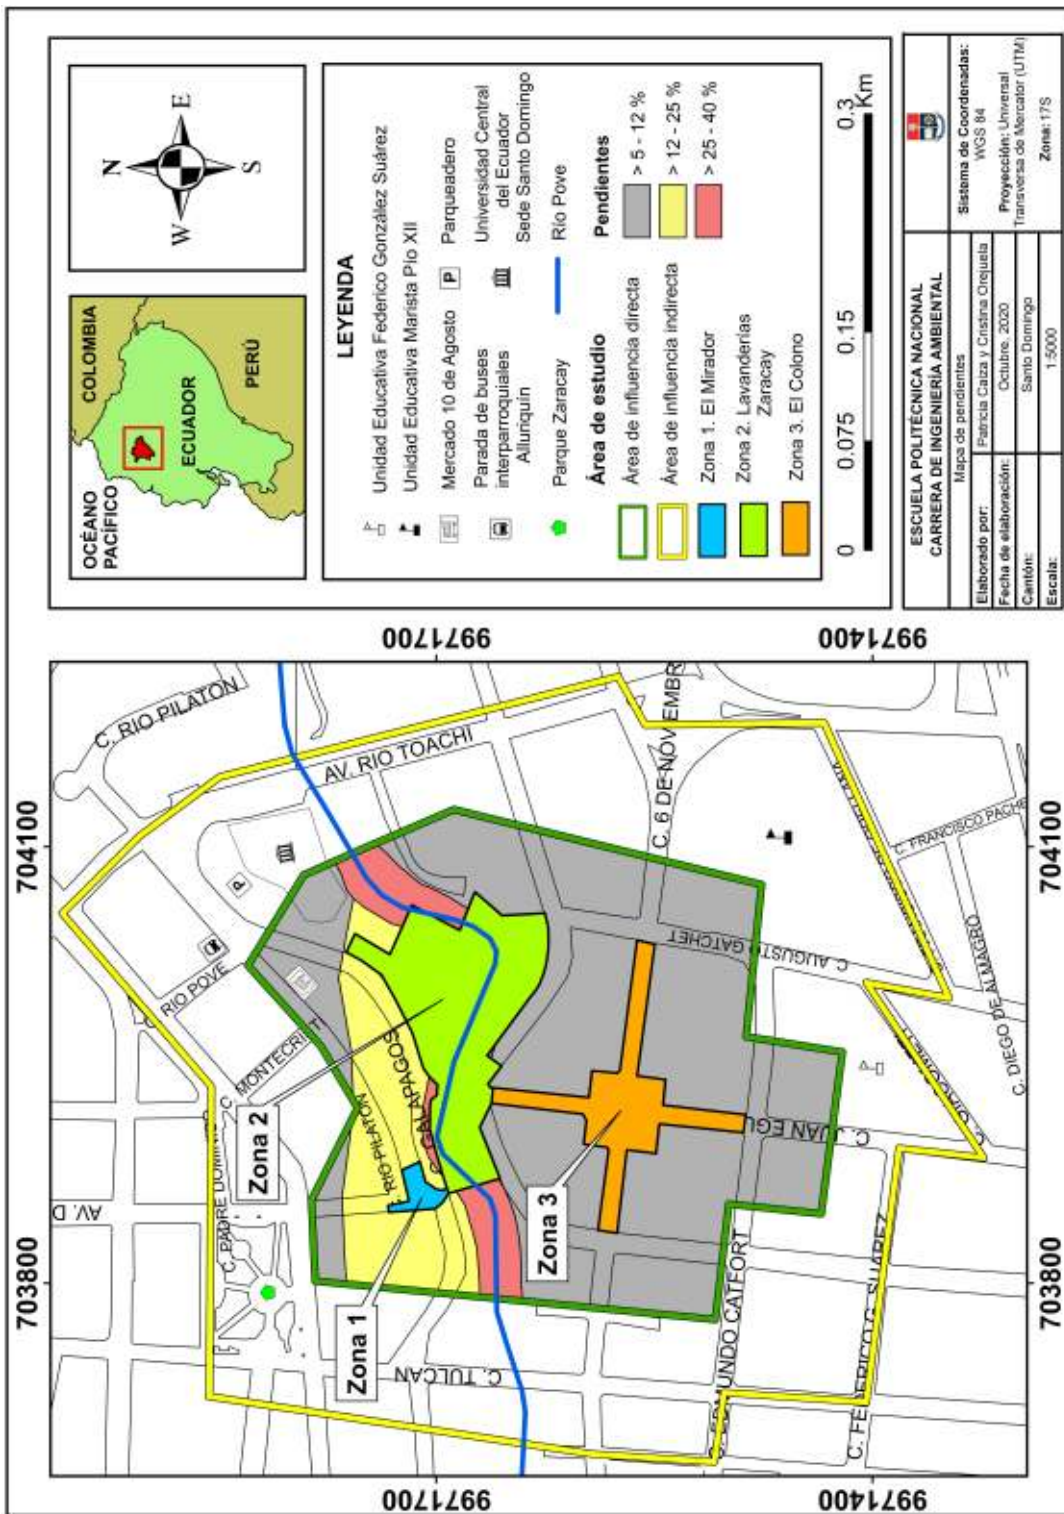 704100
703800
9971700
9971400
9971700
9971400
C. RIO PILATON
AV. RIO TOACHI
C. RIO POVE
C. MONTECRISTI
C. PADRE DOMINI
AV. D
RIO PILATON
GALAPAGOS
C. TULCAN
C. 6 DE NOVIEMBR
C. AUGUSTO GATCHET
C. FRANCISCO PACHE
C. DIEGO DE ALMAGRO
JUAN EGU
EDMUNDO CATFORT
C. FEDERICO G. SUAREZ
P
Zona 1
Zona 2
Zona 3
OCÉANO
PACÍFICO
COLOMBIA
ECUADOR
PERÚ
N
W
E
S
LEYENDA
Unidad Educativa Federico González Suárez
Unidad Educativa Marista Pío XII
Mercado 10 de Agosto
P
Parqueadero
Parada de buses
interparroquiales
Alluriquín
Universidad Central
del Ecuador
Sede Santo Domingo
Parque Zaracay
Río Pove
Área de estudio
Área de influencia directa
Área de influencia indirecta
Zona 1. El Mirador
Zona 2. Lavanderías
Zaracay
Zona 3. El Colono
Pendientes
> 5 - 12 %
> 12 - 25 %
> 25 - 40 %
0
0.075
0.15
0.3
Km
ESCUELA POLITÉCNICA NACIONAL
CARRERA DE INGENIERÍA AMBIENTAL
Mapa de pendientes
Elaborado por:
Patricia Caiza y Cristina Orejuela
Fecha de elaboración:
Octubre, 2020
Cantón:
Santo Domingo
Escala:
1:5000
Sistema de Coordenadas:
WGS 84
Proyección: Universal
Transversa de Mercator (UTM)
Zona: 17S